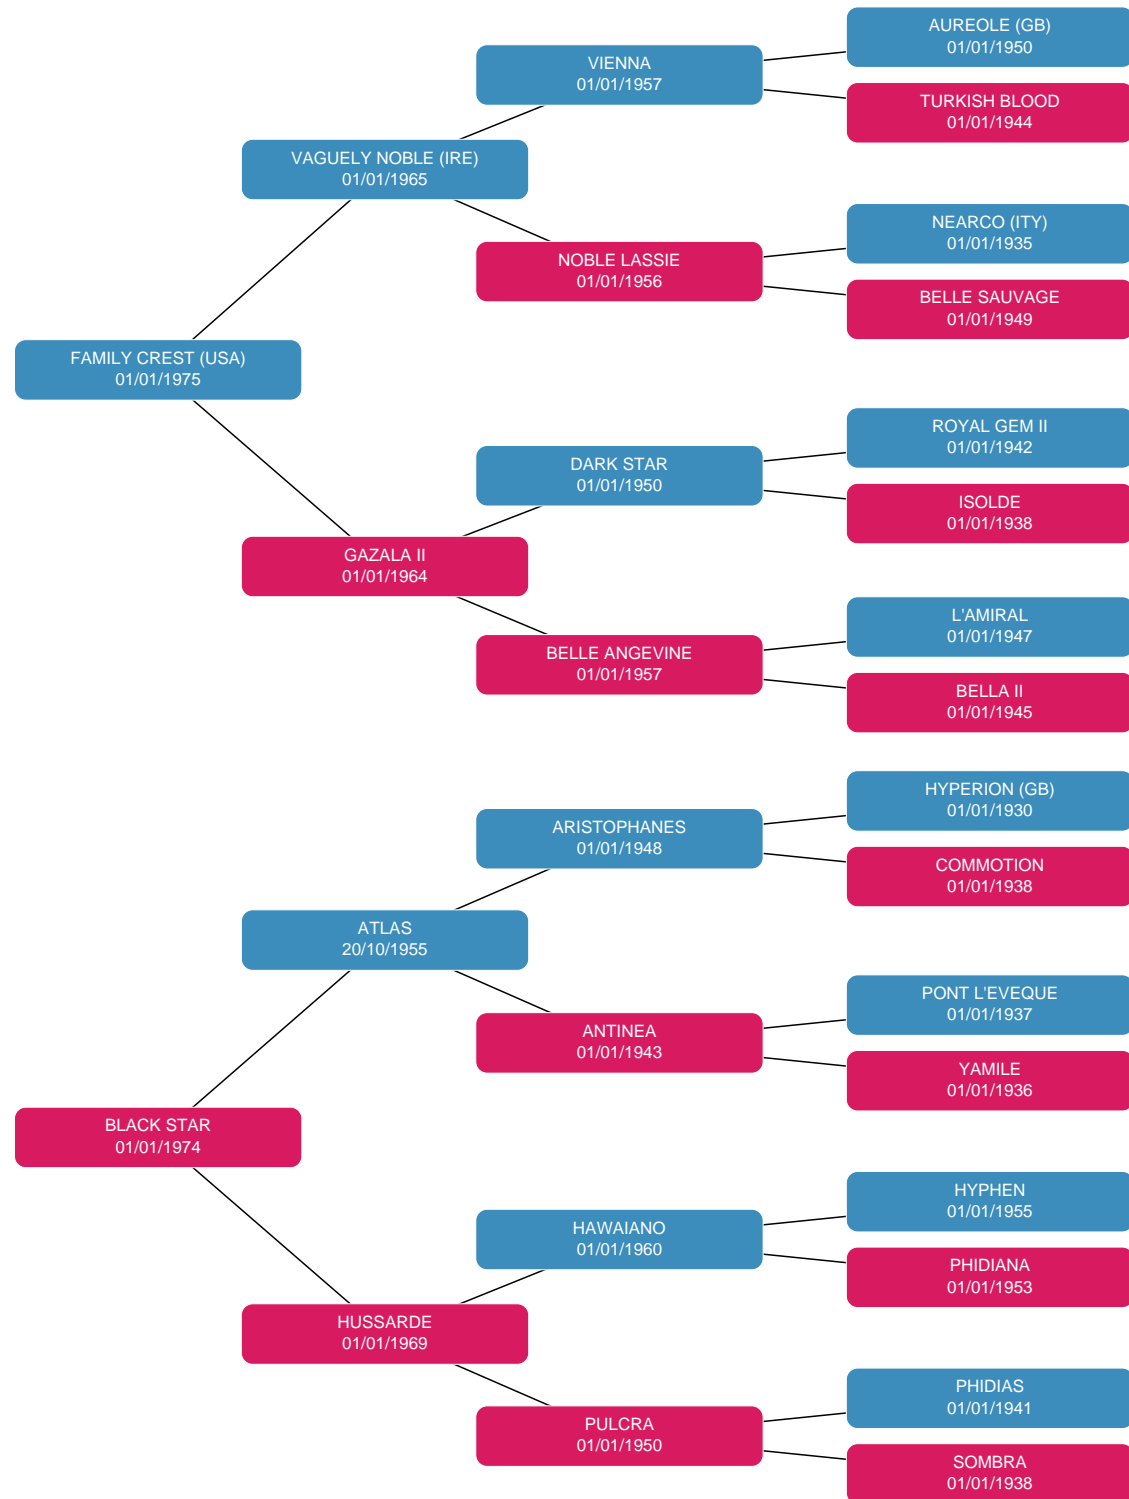 AUREOLE (GB)
01/01/1950
VIENNA
01/01/1957
TURKISH BLOOD
01/01/1944
VAGUELY NOBLE (IRE)
01/01/1965
NEARCO (ITY)
01/01/1935
NOBLE LASSIE
01/01/1956
BELLE SAUVAGE
01/01/1949
FAMILY CREST (USA)
01/01/1975
ROYAL GEM II
01/01/1942
DARK STAR
01/01/1950
ISOLDE
01/01/1938
GAZALA II
01/01/1964
L'AMIRAL
01/01/1947
BELLE ANGEVINE
01/01/1957
BELLA II
01/01/1945
HYPERION (GB)
01/01/1930
ARISTOPHANES
01/01/1948
COMMOTION
01/01/1938
ATLAS
20/10/1955
PONT L'EVEQUE
01/01/1937
ANTINEA
01/01/1943
YAMILE
01/01/1936
BLACK STAR
01/01/1974
HYPHEN
01/01/1955
HAWAIANO
01/01/1960
PHIDIANA
01/01/1953
HUSSARDE
01/01/1969
PHIDIAS
01/01/1941
PULCRA
01/01/1950
SOMBRA
01/01/1938